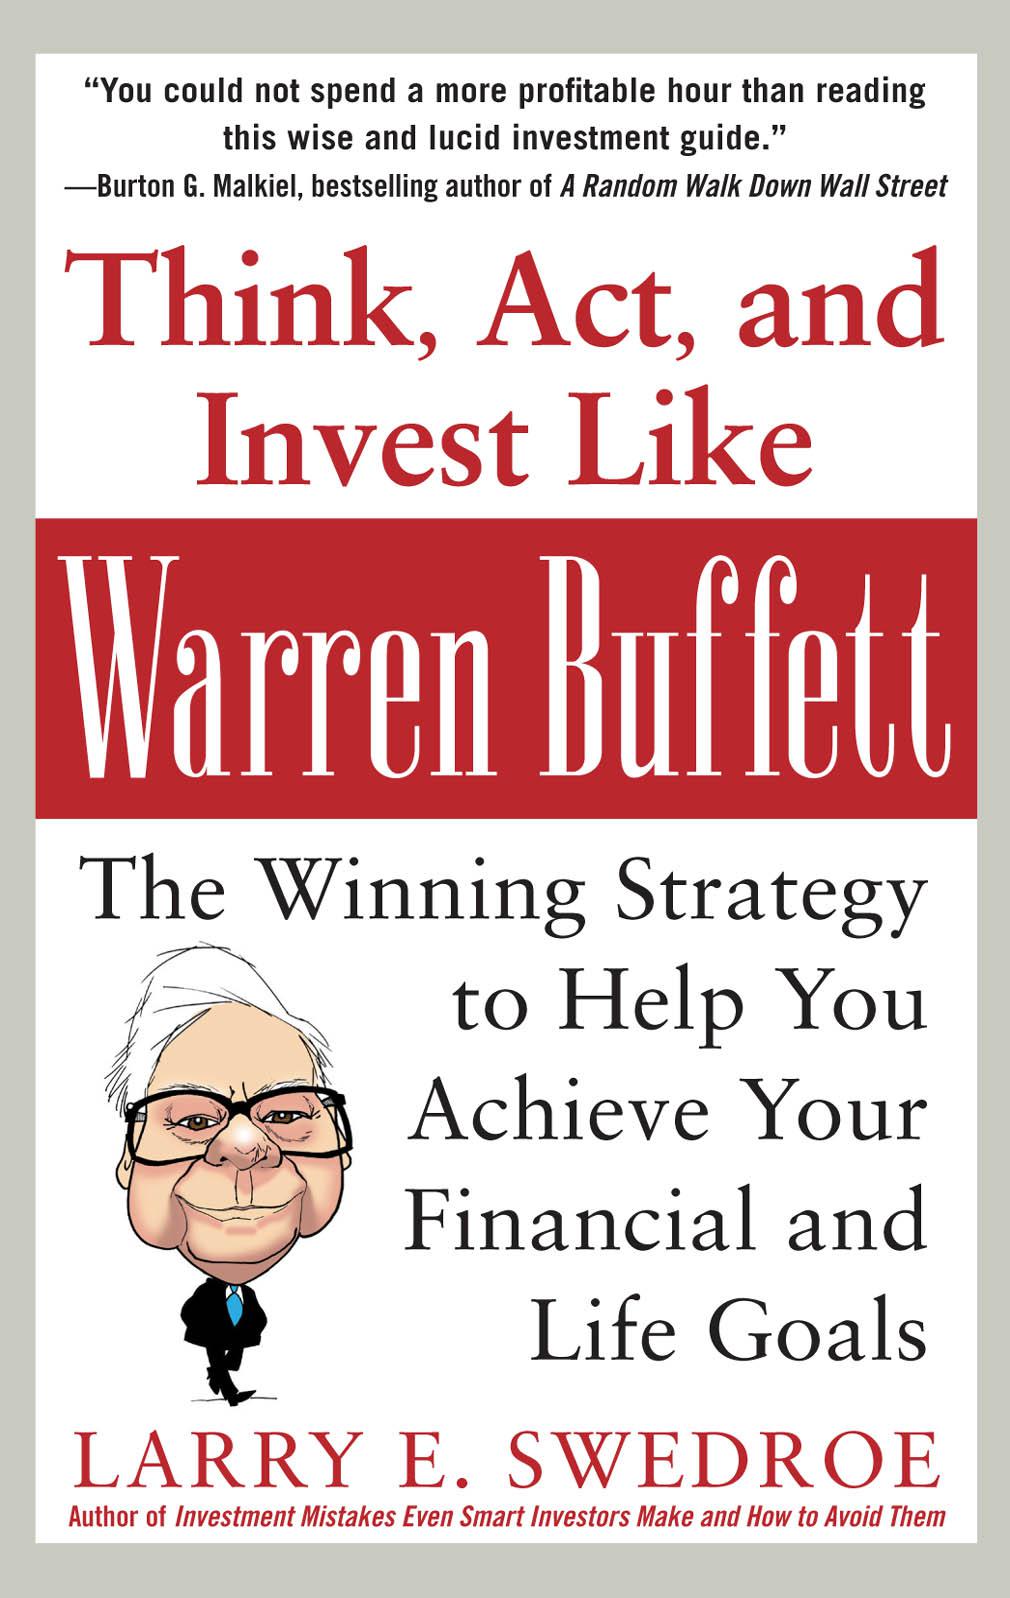 “You could not spend a more profitable hour than reading
this wise and lucid investment guide.”
—Burton G. Malkiel, bestselling author of A Random Walk Down Wall Street
Think, Act, and
Invest Like
Warren Buffett
The Winning Strategy
to Help You
Achieve Your
Financial and
Life Goals
LARRY E. SWEDROE
Author of Investment Mistakes Even Smart Investors Make and How to Avoid Them